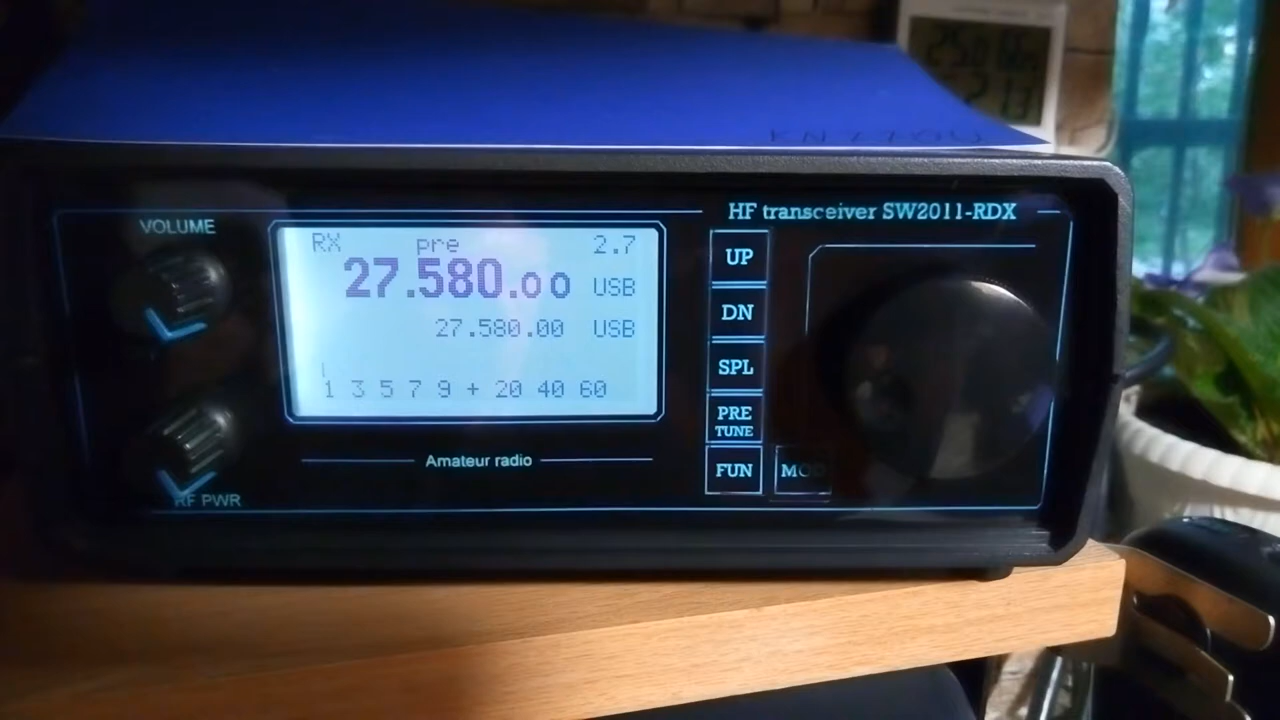 HF transceiver SW2011-RDX
VOLUME
RX pre 2.7
27.580.00 USB
27.580.00 USB
1 3 5 7 9 + 20 40 60
UP
DN
SPL
PRE
TUNE
FUN
Amateur radio
RF PWR